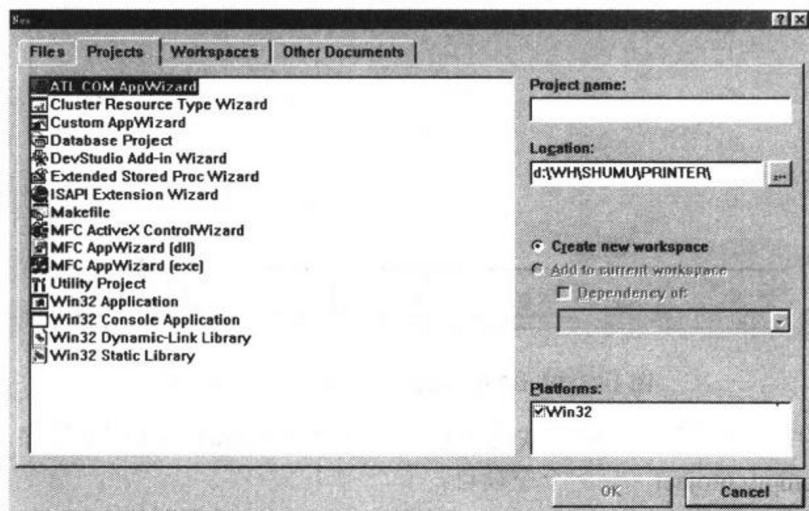 New
Files Projects Workspaces Other Documents
ATL COM AppWizard
Cluster Resource Type Wizard
Custom AppWizard
Database Project
DevStudio Add-in Wizard
Extended Stored Proc Wizard
ISAPI Extension Wizard
Makefile
MFC ActiveX ControlWizard
MFC AppWizard (dll)
MFC AppWizard (exe)
Utility Project
Win32 Application
Win32 Console Application
Win32 Dynamic-Link Library
Win32 Static Library
Project name:
Location:
d:\WH\SHUMU\PRINTER\
...
Create new workspace
Add to current workspace
Dependency of:
Platforms:
Win32
OK Cancel